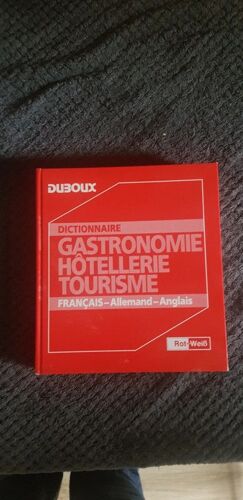 DUBOUX
DICTIONNAIRE
GASTRONOMIE
HÔTELLERIE
TOURISME
FRANÇAIS–Allemand–Anglais
Rot-Weiß